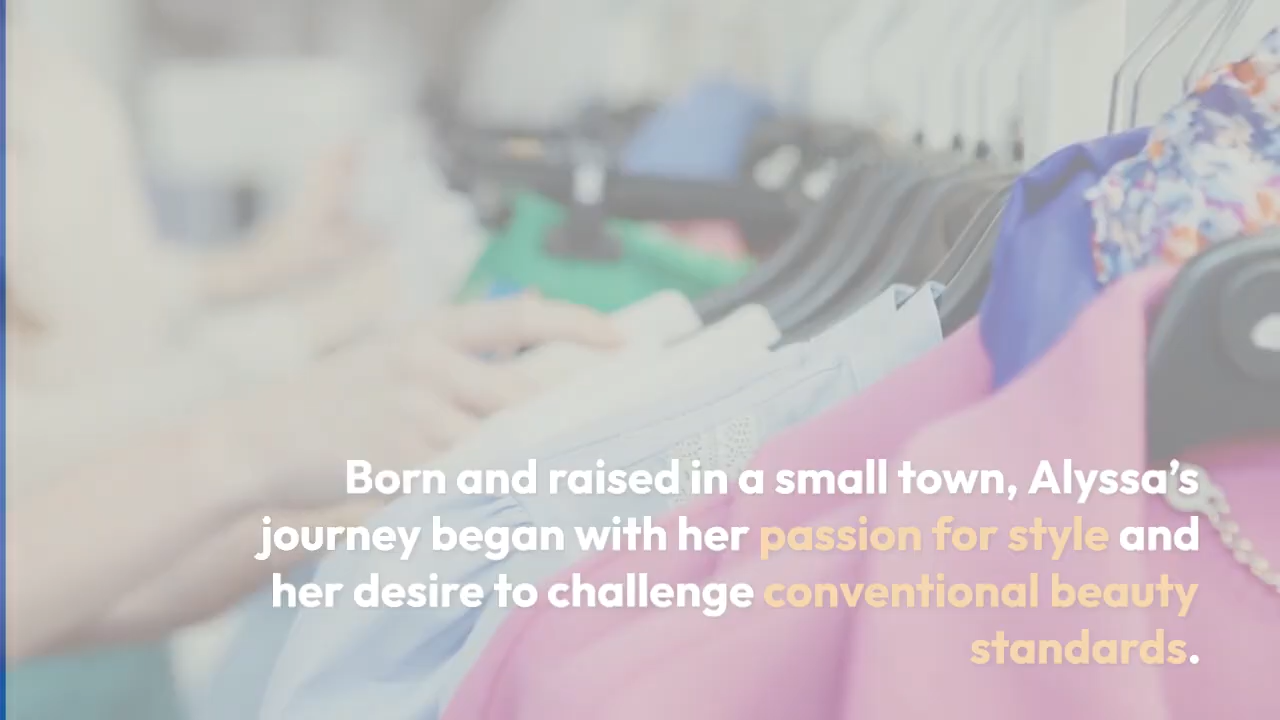 Born and raised in a small town, Alyssa’s
journey began with her passion for style and
her desire to challenge conventional beauty
standards.